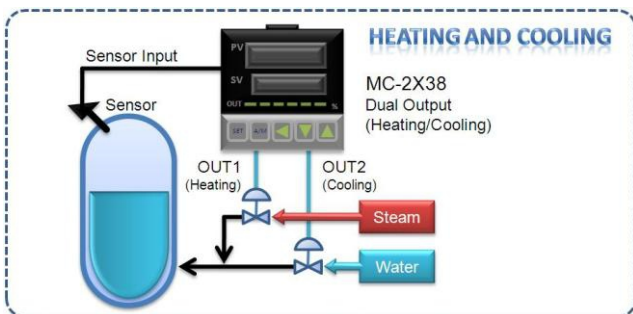 HEATING AND COOLING
Sensor Input
PV
SV
OUT
%
SET
A/M
Sensor
MC-2X38
Dual Output
(Heating/Cooling)
OUT1
(Heating)
OUT2
(Cooling)
Steam
Water